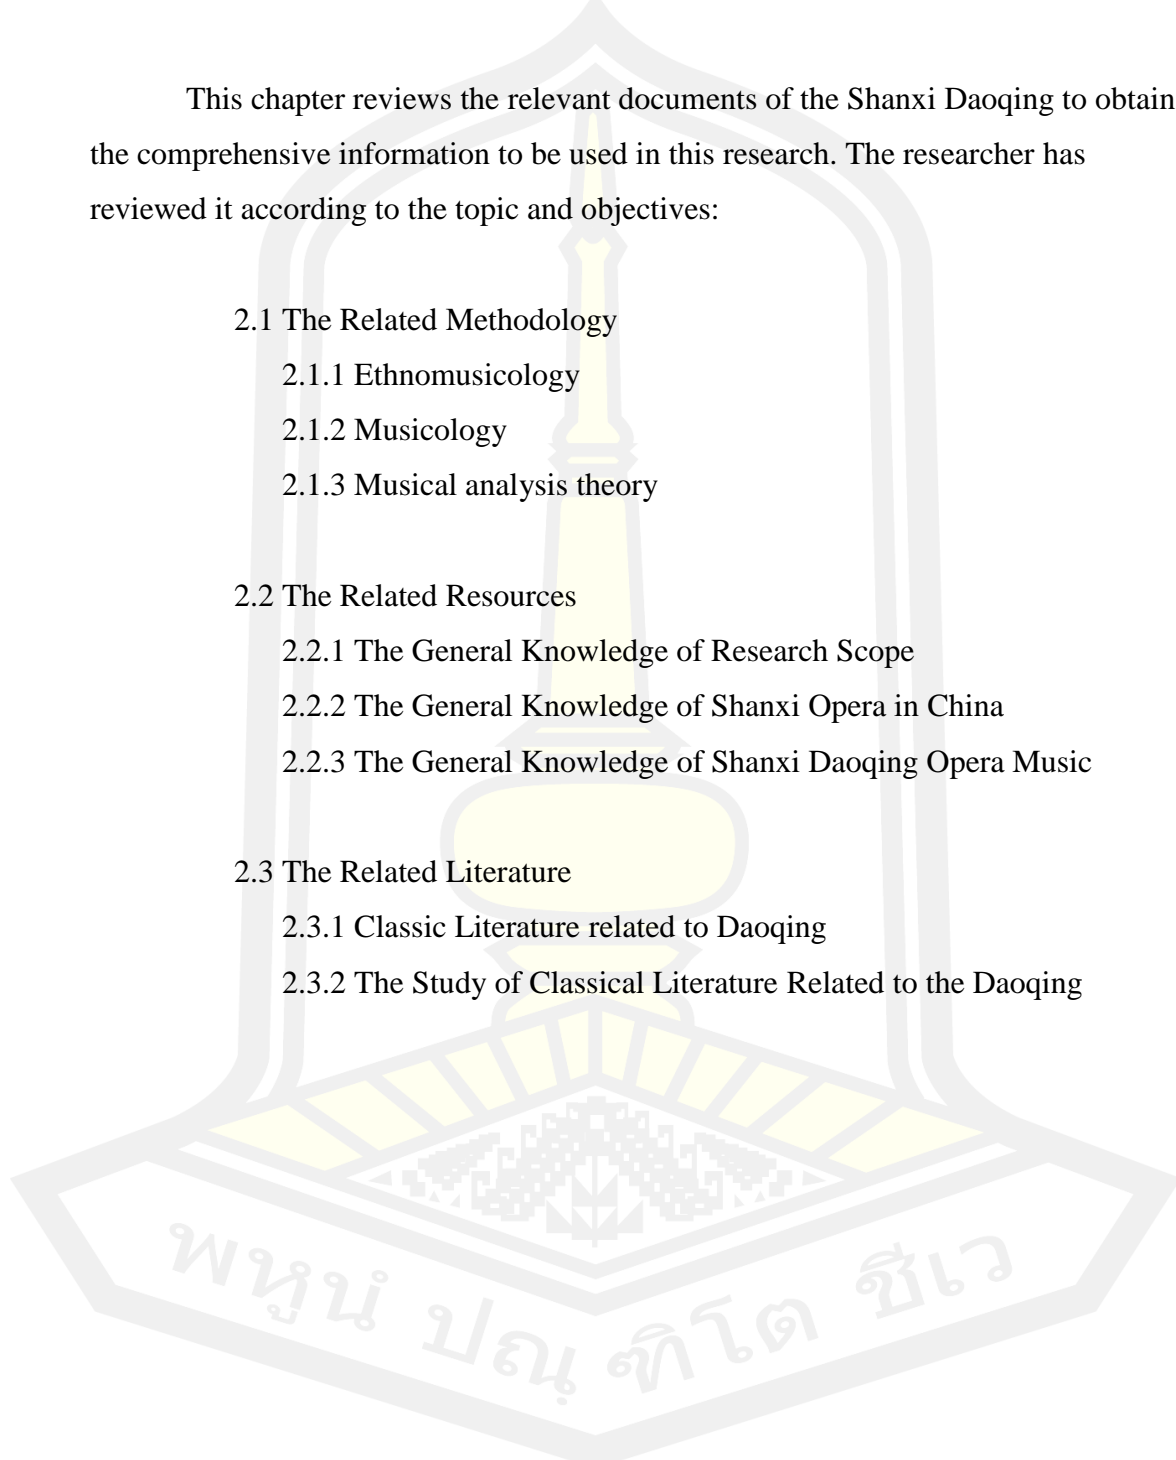 This chapter reviews the relevant documents of the Shanxi Daoqing to obtain
the comprehensive information to be used in this research. The researcher has
reviewed it according to the topic and objectives:
2.1 The Related Methodology
2.1.1 Ethnomusicology
2.1.2 Musicology
2.1.3 Musical analysis theory
2.2 The Related Resources
2.2.1 The General Knowledge of Research Scope
2.2.2 The General Knowledge of Shanxi Opera in China
2.2.3 The General Knowledge of Shanxi Daoqing Opera Music
2.3 The Related Literature
2.3.1 Classic Literature related to Daoqing
2.3.2 The Study of Classical Literature Related to the Daoqing
พหูนํ ปณฺฑิโต ชีเว